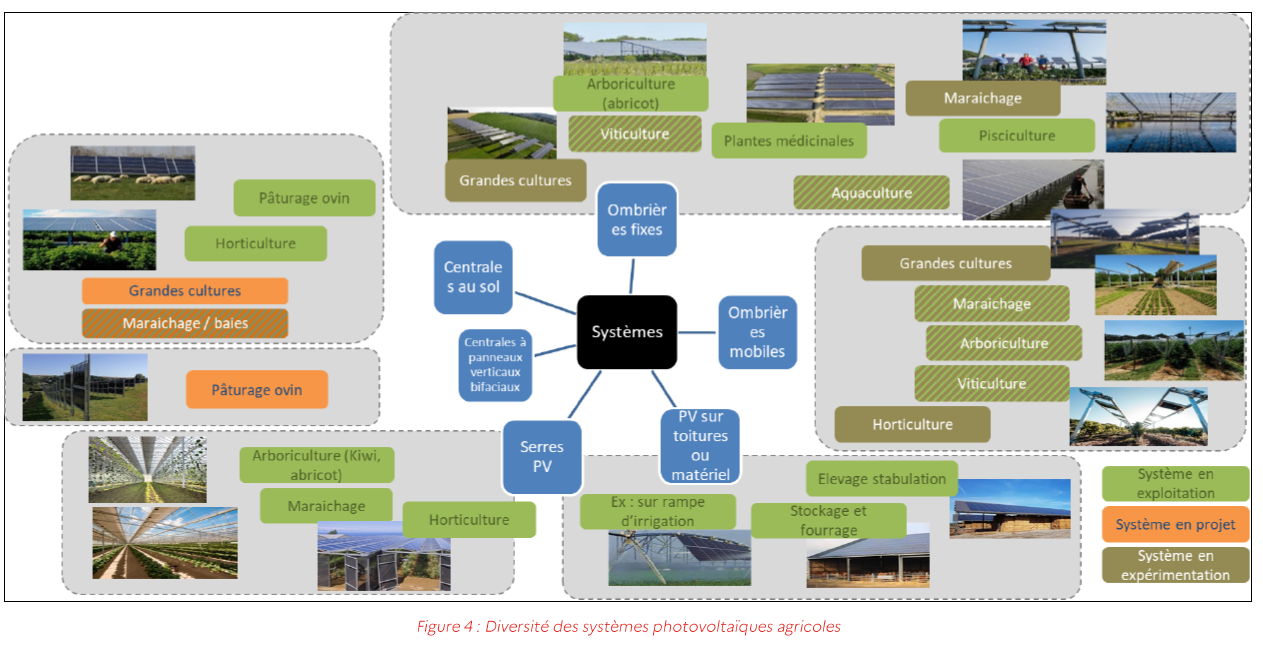 Arboriculture
(abricot)
Viticulture
Grandes cultures
Plantes médicinales
Maraichage
Pisciculture
Aquaculture
Pâturage ovin
Horticulture
Grandes cultures
Maraichage / baies
Pâturage ovin
Ombrièr
es fixes
Centrale
s au sol
Systèmes
Ombrièr
es
mobiles
Centrales à
panneaux
verticaux
bifaciaux
Serres
PV
PV sur
toitures
ou
matériel
Grandes cultures
Maraichage
Arboriculture
Viticulture
Horticulture
Arboriculture (Kiwi,
abricot)
Maraichage
Horticulture
Elevage stabulation
Ex : sur rampe
d’irrigation
Stockage et
fourrage
Système en
exploitation
Système en projet
Système en
expérimentation
Figure 4 : Diversité des systèmes photovoltaïques agricoles